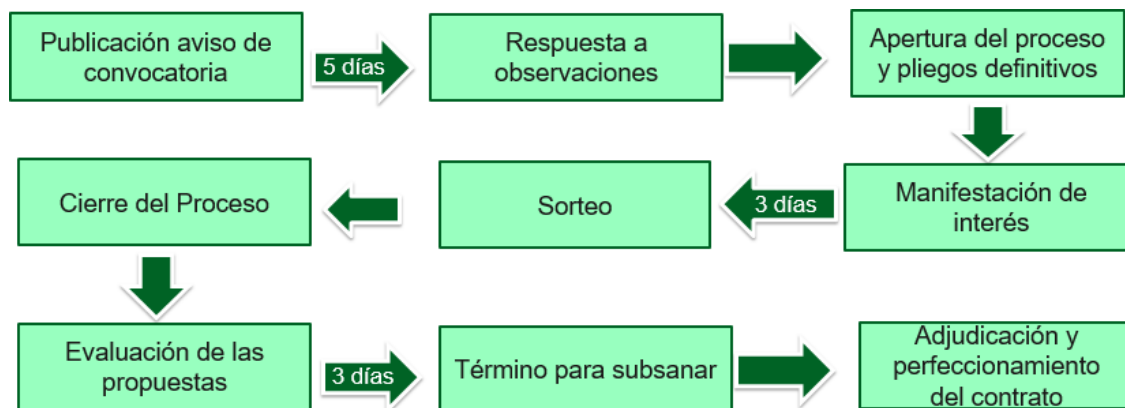 Publicación aviso de
convocatoria
5 días
Respuesta a
observaciones
Apertura del proceso
y pliegos definitivos
Manifestación de
interés
3 días
Sorteo
Cierre del Proceso
Evaluación de las
propuestas
3 días
Término para subsanar
Adjudicación y
perfeccionamiento
del contrato